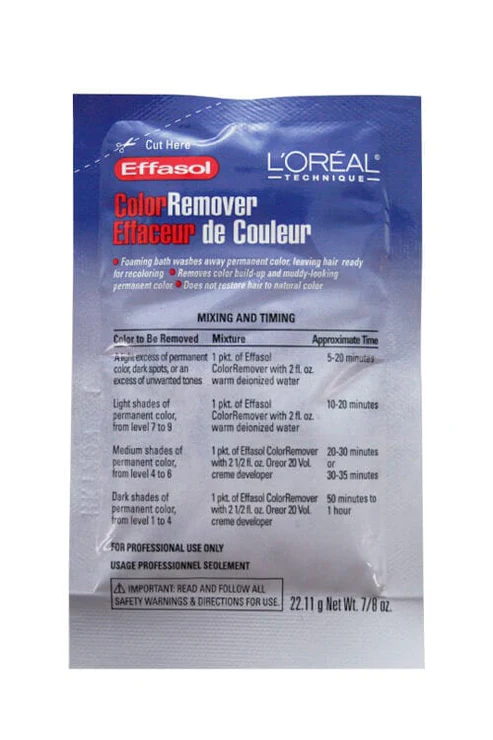 Cut Here
Effasol
L'ORÉAL®
TECHNIQUE
ColorRemover
Effaceur de Couleur
• Foaming bath washes away permanent color, leaving hair ready
for recoloring • Removes color build-up and muddy-looking
permanent color • Does not restore hair to natural color
MIXING AND TIMING
Color to Be Removed Mixture Approximate Time
A light excess of permanent 1 pkt. of Effasol 5-20 minutes
color, dark spots, or an ColorRemover with 2 fl. oz.
excess of unwanted tones warm deionized water
Light shades of 1 pkt. of Effasol 10-20 minutes
permanent color, ColorRemover with 2 fl. oz.
from level 7 to 9 warm deionized water
Medium shades of 1 pkt. of Effasol ColorRemover 20-30 minutes
permanent color, with 2 1/2 fl. oz. Oreor 20 Vol. or
from level 4 to 6 creme developer 30-35 minutes
Dark shades of 1 pkt. of Effasol ColorRemover 50 minutes to
permanent color, with 2 1/2 fl. oz. Oreor 20 Vol. 1 hour
from level 1 to 4 creme developer
FOR PROFESSIONAL USE ONLY
USAGE PROFESSIONNEL SEOLEMENT
⚠ IMPORTANT: READ AND FOLLOW ALL
SAFETY WARNINGS & DIRECTIONS FOR USE.
22.11 g Net Wt. 7/8 oz.